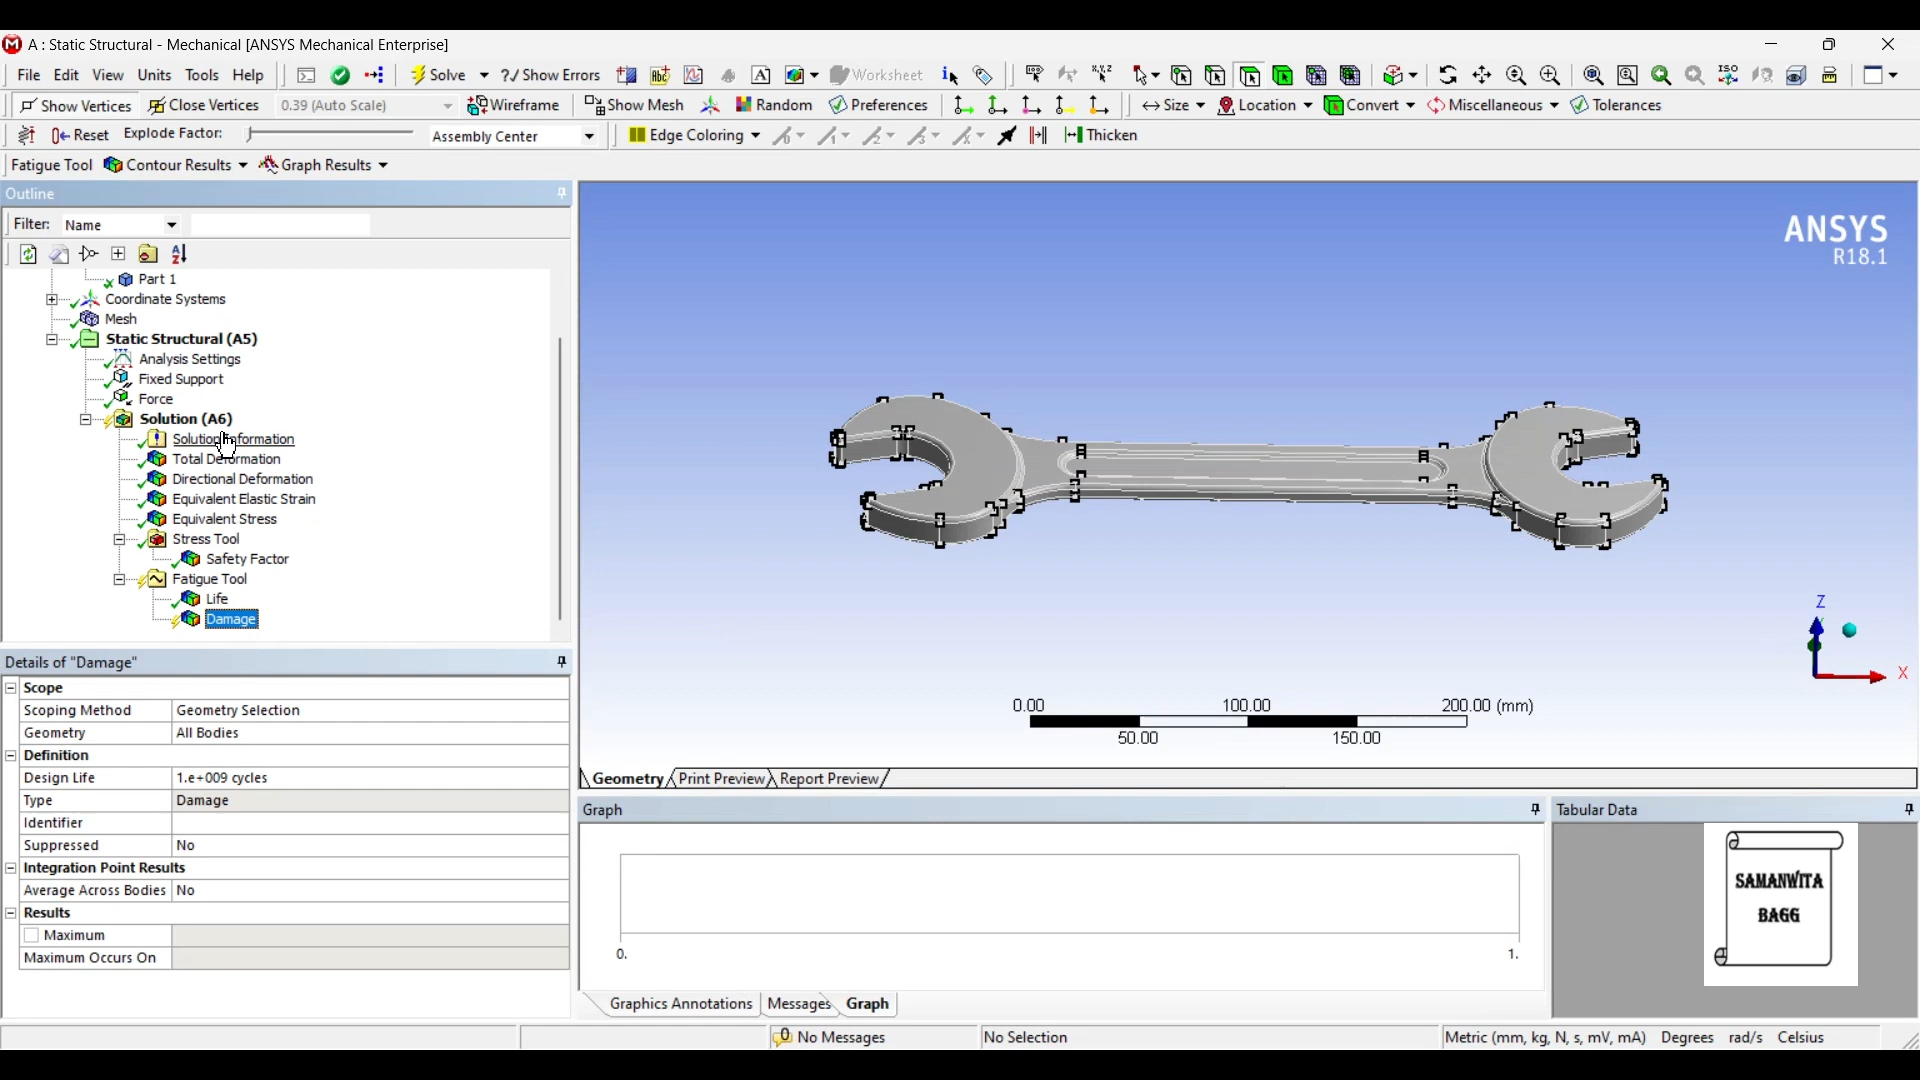 A : Static Structural - Mechanical [ANSYS Mechanical Enterprise]
File Edit View Units Tools Help Solve ?/ Show Errors Worksheet
Show Vertices Close Vertices 0.39 (Auto Scale) Wireframe Show Mesh Random Preferences Size Location Convert Miscellaneous Tolerances
Reset Explode Factor: Assembly Center Edge Coloring Thicken
Fatigue Tool Contour Results Graph Results
Outline
Filter: Name
Part 1
Coordinate Systems
Mesh
Static Structural (A5)
Analysis Settings
Fixed Support
Force
Solution (A6)
Solution Information
Total Deformation
Directional Deformation
Equivalent Elastic Strain
Equivalent Stress
Stress Tool
Safety Factor
Fatigue Tool
Life
Damage
Details of "Damage"
Scope
Scoping Method Geometry Selection
Geometry All Bodies
Definition
Design Life 1.e+009 cycles
Type Damage
Identifier
Suppressed No
Integration Point Results
Average Across Bodies No
Results
Maximum
Maximum Occurs On
ANSYS
R18.1
Z
X
0.00 100.00 200.00 (mm)
50.00 150.00
Geometry Print Preview Report Preview
Graph
0. 1.
Graphics Annotations Messages Graph
Tabular Data
SAMANWITA
BAGG
0 No Messages No Selection Metric (mm, kg, N, s, mV, mA) Degrees rad/s Celsius